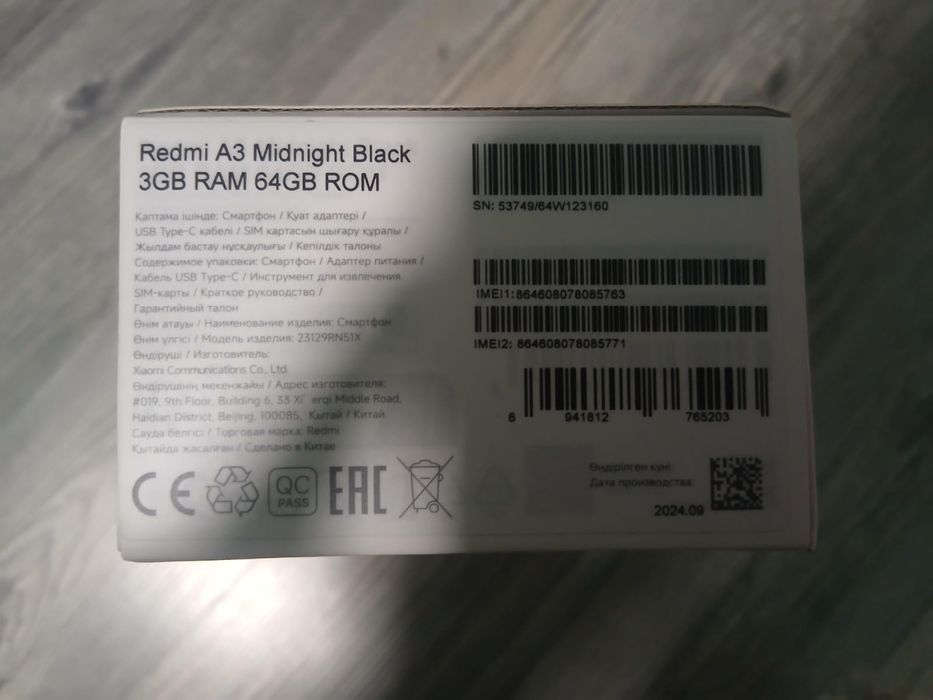 Redmi A3 Midnight Black
3GB RAM 64GB ROM
Қаптама ішінде: Смартфон / Қуат адаптері /
USB Type-C кабелі / SIM картасын шығару құралы /
Жылдам бастау нұсқаулығы / Кепілдік талоны
Содержимое упаковки: Смартфон / Адаптер питания /
Кабель USB Type-C / Инструмент для извлечения
SIM-карты / Краткое руководство /
Гарантийный талон
Өнім атауы / Наименование изделия: Смартфон
Өнім үлгісі / Модель изделия: 23129RN51X
Өндіруші / Изготовитель:
Xiaomi Communications Co., Ltd.
Өндірушінің мекенжайы / Адрес изготовителя:
#019, 9th Floor, Building 6, 33 Xi'erqi Middle Road,
Haidian District, Beijing, 100085, Қытай / Китай
Сауда белгісі / Торговая марка: Redmi
Қытайда жасалған / Сделано в Китае
CE
QC
PASS
EAC
SN: 53749/64W123160
IMEI1:864608078085763
IMEI2: 864608078085771
6 941812 765203
Өндірілген күні:
Дата производства:
2024.09